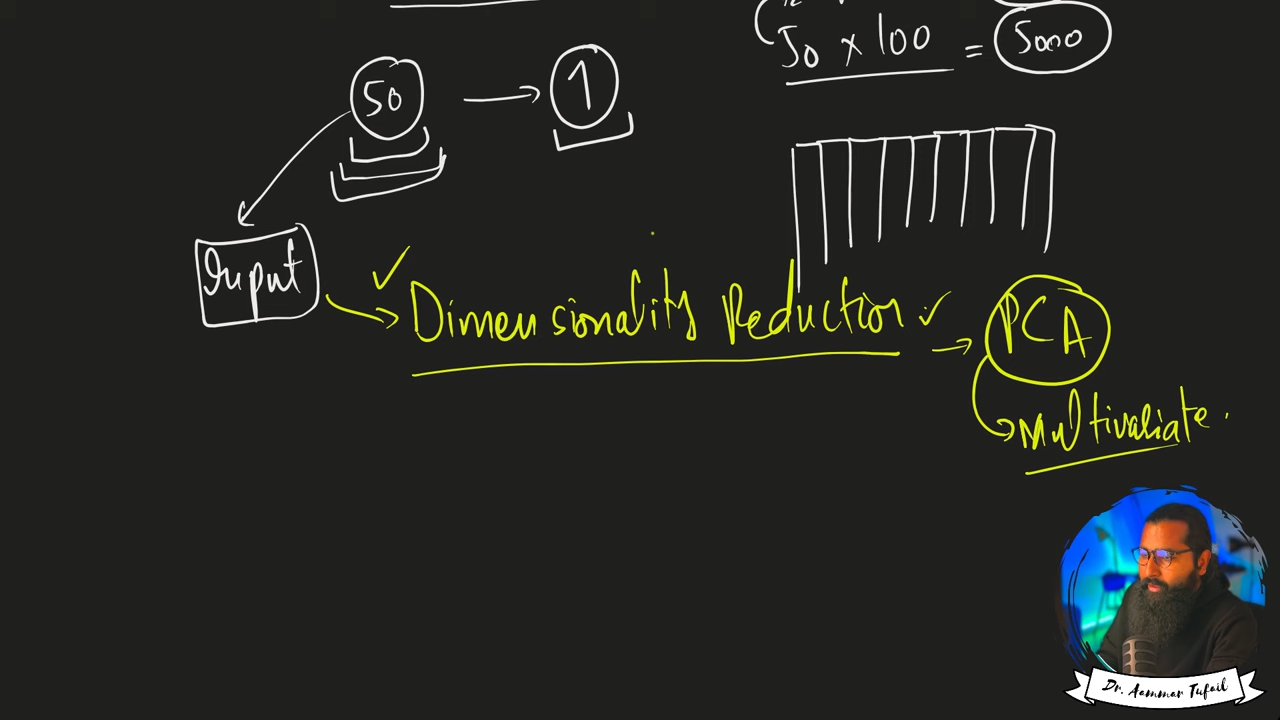 50 x 100 = 5000
50 → 1
Input
✓ Dimensionality Reduction ✓ → PCA
Multivariate.
Dr. Aammar Tufail